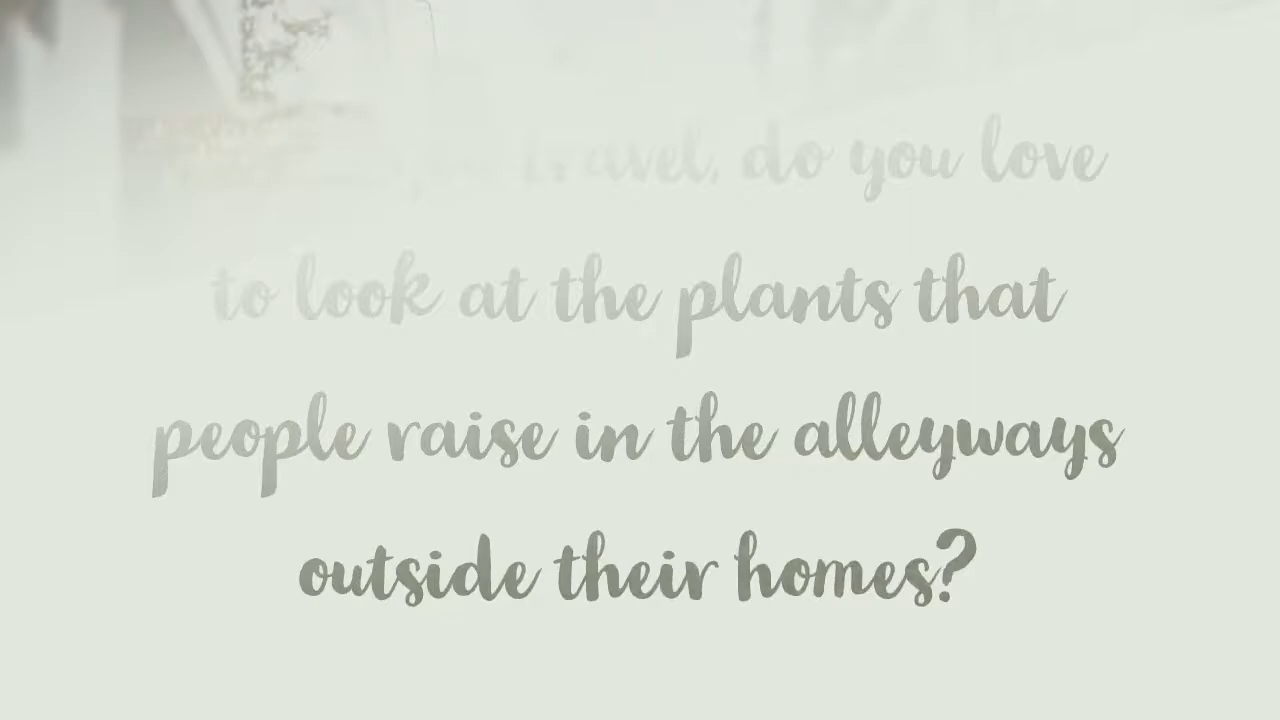 travel, do you love
to look at the plants that
people raise in the alleyways
outside their homes?